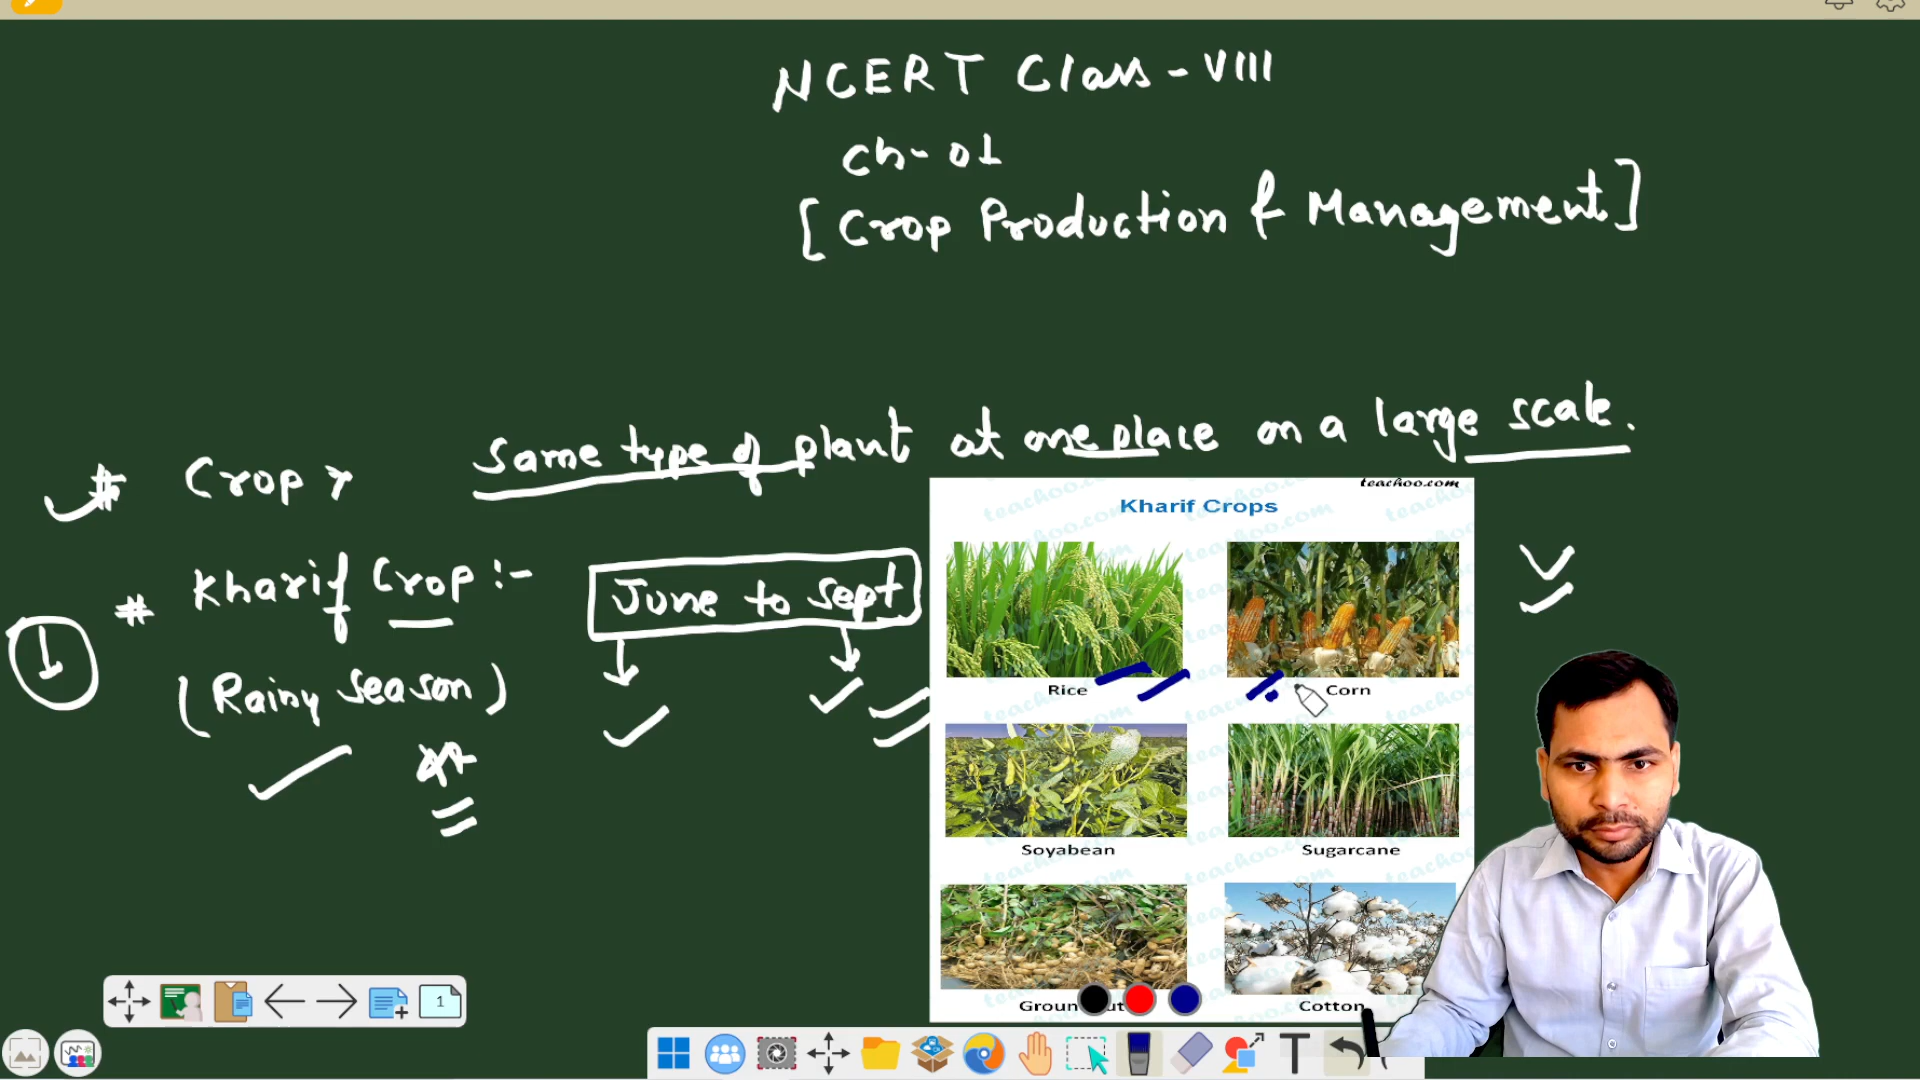 NCERT Class-VIII
Ch-01
[Crop Production & Management]
# Crop → Same type of plant at one place on a large scale.
# Kharif Crop :- June to Sept
1
(Rainy Season)
teachoo.com
Kharif Crops
Rice
Corn
Soyabean
Sugarcane
Cotton
1
T